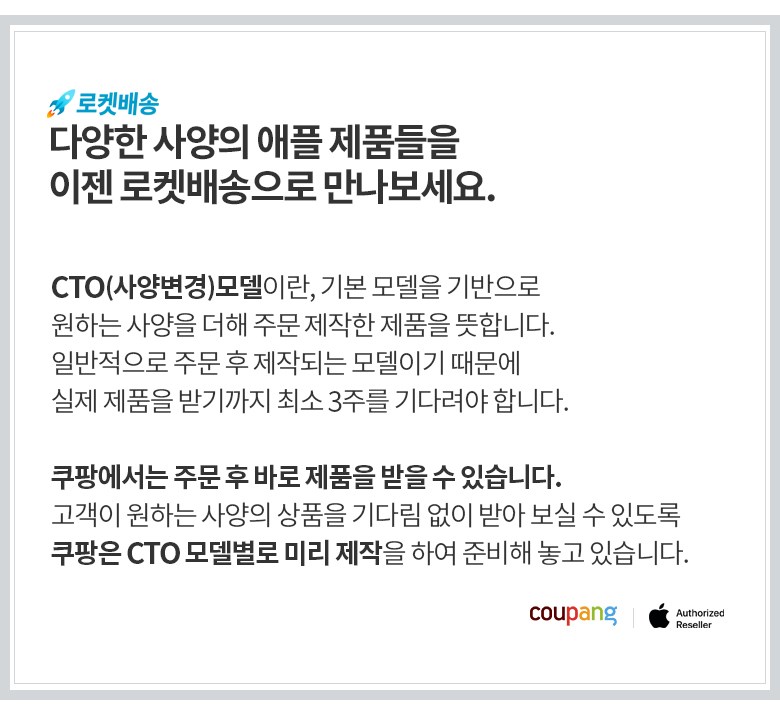 로켓배송
다양한 사양의 애플 제품들을
이젠 로켓배송으로 만나보세요.
CTO(사양변경)모델이란, 기본 모델을 기반으로
원하는 사양을 더해 주문 제작한 제품을 뜻합니다.
일반적으로 주문 후 제작되는 모델이기 때문에
실제 제품을 받기까지 최소 3주를 기다려야 합니다.
쿠팡에서는 주문 후 바로 제품을 받을 수 있습니다.
고객이 원하는 사양의 상품을 기다림 없이 받아 보실 수 있도록
쿠팡은 CTO 모델별로 미리 제작을 하여 준비해 놓고 있습니다.
coupang
Authorized
Reseller